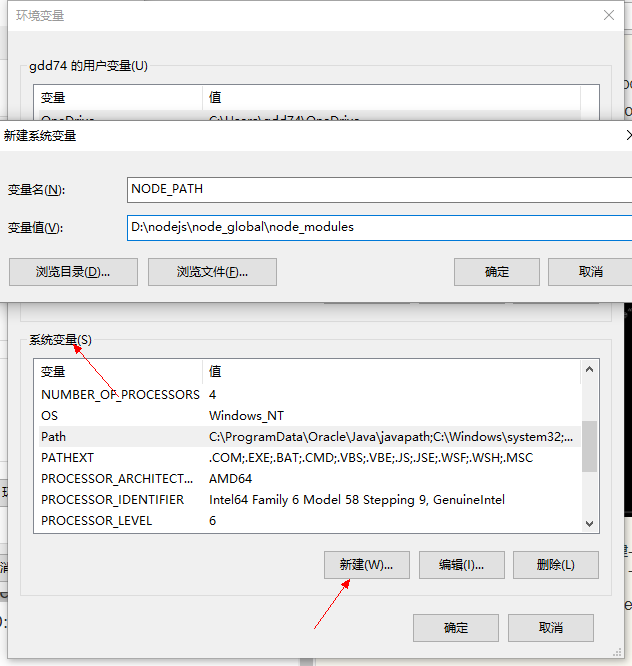 环境变量
gdd74 的用户变量(U)
变量 值
OneDrive C:\Users\gdd74\OneDrive
新建系统变量
变量名(N): NODE_PATH
变量值(V): D:\nodejs\node_global\node_modules
浏览目录(D)... 浏览文件(F)... 确定 取消
系统变量(S)
变量 值
NUMBER_OF_PROCESSORS 4
OS Windows_NT
Path C:\ProgramData\Oracle\Java\javapath;C:\Windows\system32;...
PATHEXT .COM;.EXE;.BAT;.CMD;.VBS;.VBE;.JS;.JSE;.WSF;.WSH;.MSC
PROCESSOR_ARCHITECT... AMD64
PROCESSOR_IDENTIFIER Intel64 Family 6 Model 58 Stepping 9, GenuineIntel
PROCESSOR_LEVEL 6
新建(W)... 编辑(I)... 删除(L)
确定 取消